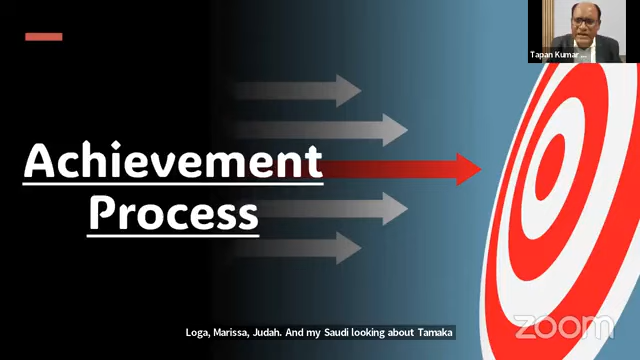 Tapan Kumar ...
Achievement
Process
Loga, Marissa, Judah. And my Saudi looking about Tamaka
zoom